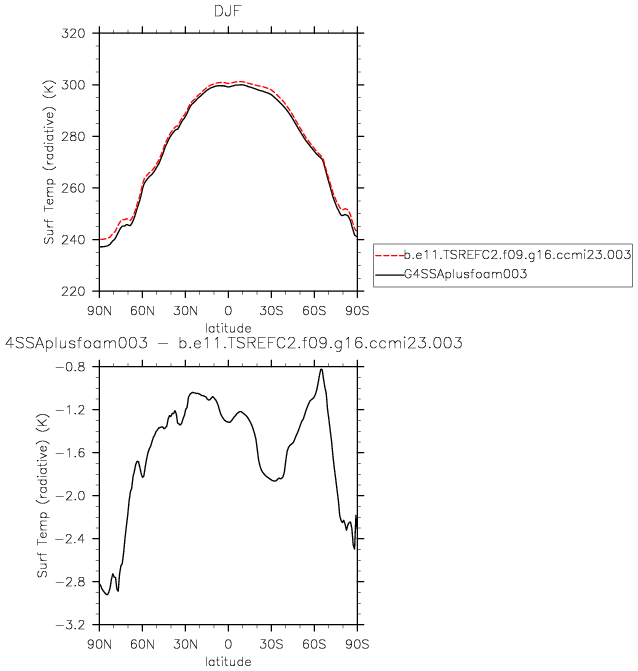 DJF
320
300
280
260
240
220
Surf Temp (radiative) (K)
90N 60N 30N 0 30S 60S 90S
latitude
b.e11.TSREFC2.f09.g16.ccmi23.003
G4SSAplusfoam003
4SSAplusfoam003 – b.e11.TSREFC2.f09.g16.ccmi23.003
−0.8
−1.2
−1.6
−2.0
−2.4
−2.8
−3.2
Surf Temp (radiative) (K)
90N 60N 30N 0 30S 60S 90S
latitude